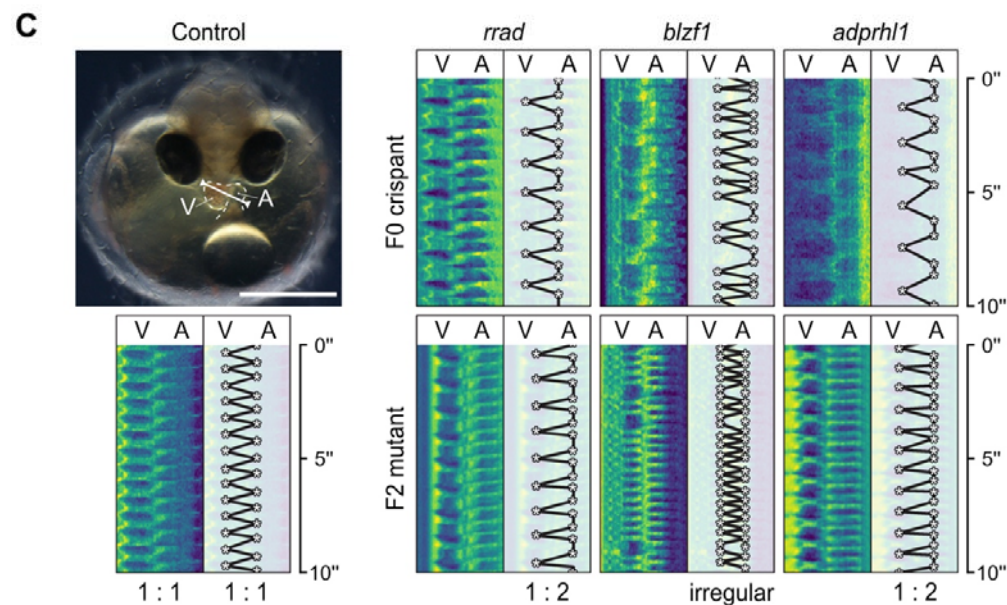 C
Control
rrad
blzf1
adprhl1
V A V A V A V A V A V A
V
A
F0 crispant
0"
5"
10"
V A V A
V A V A V A V A V A V A
F2 mutant
0"
5"
10"
0"
5"
10"
1 : 1
1 : 1
1 : 2
irregular
1 : 2